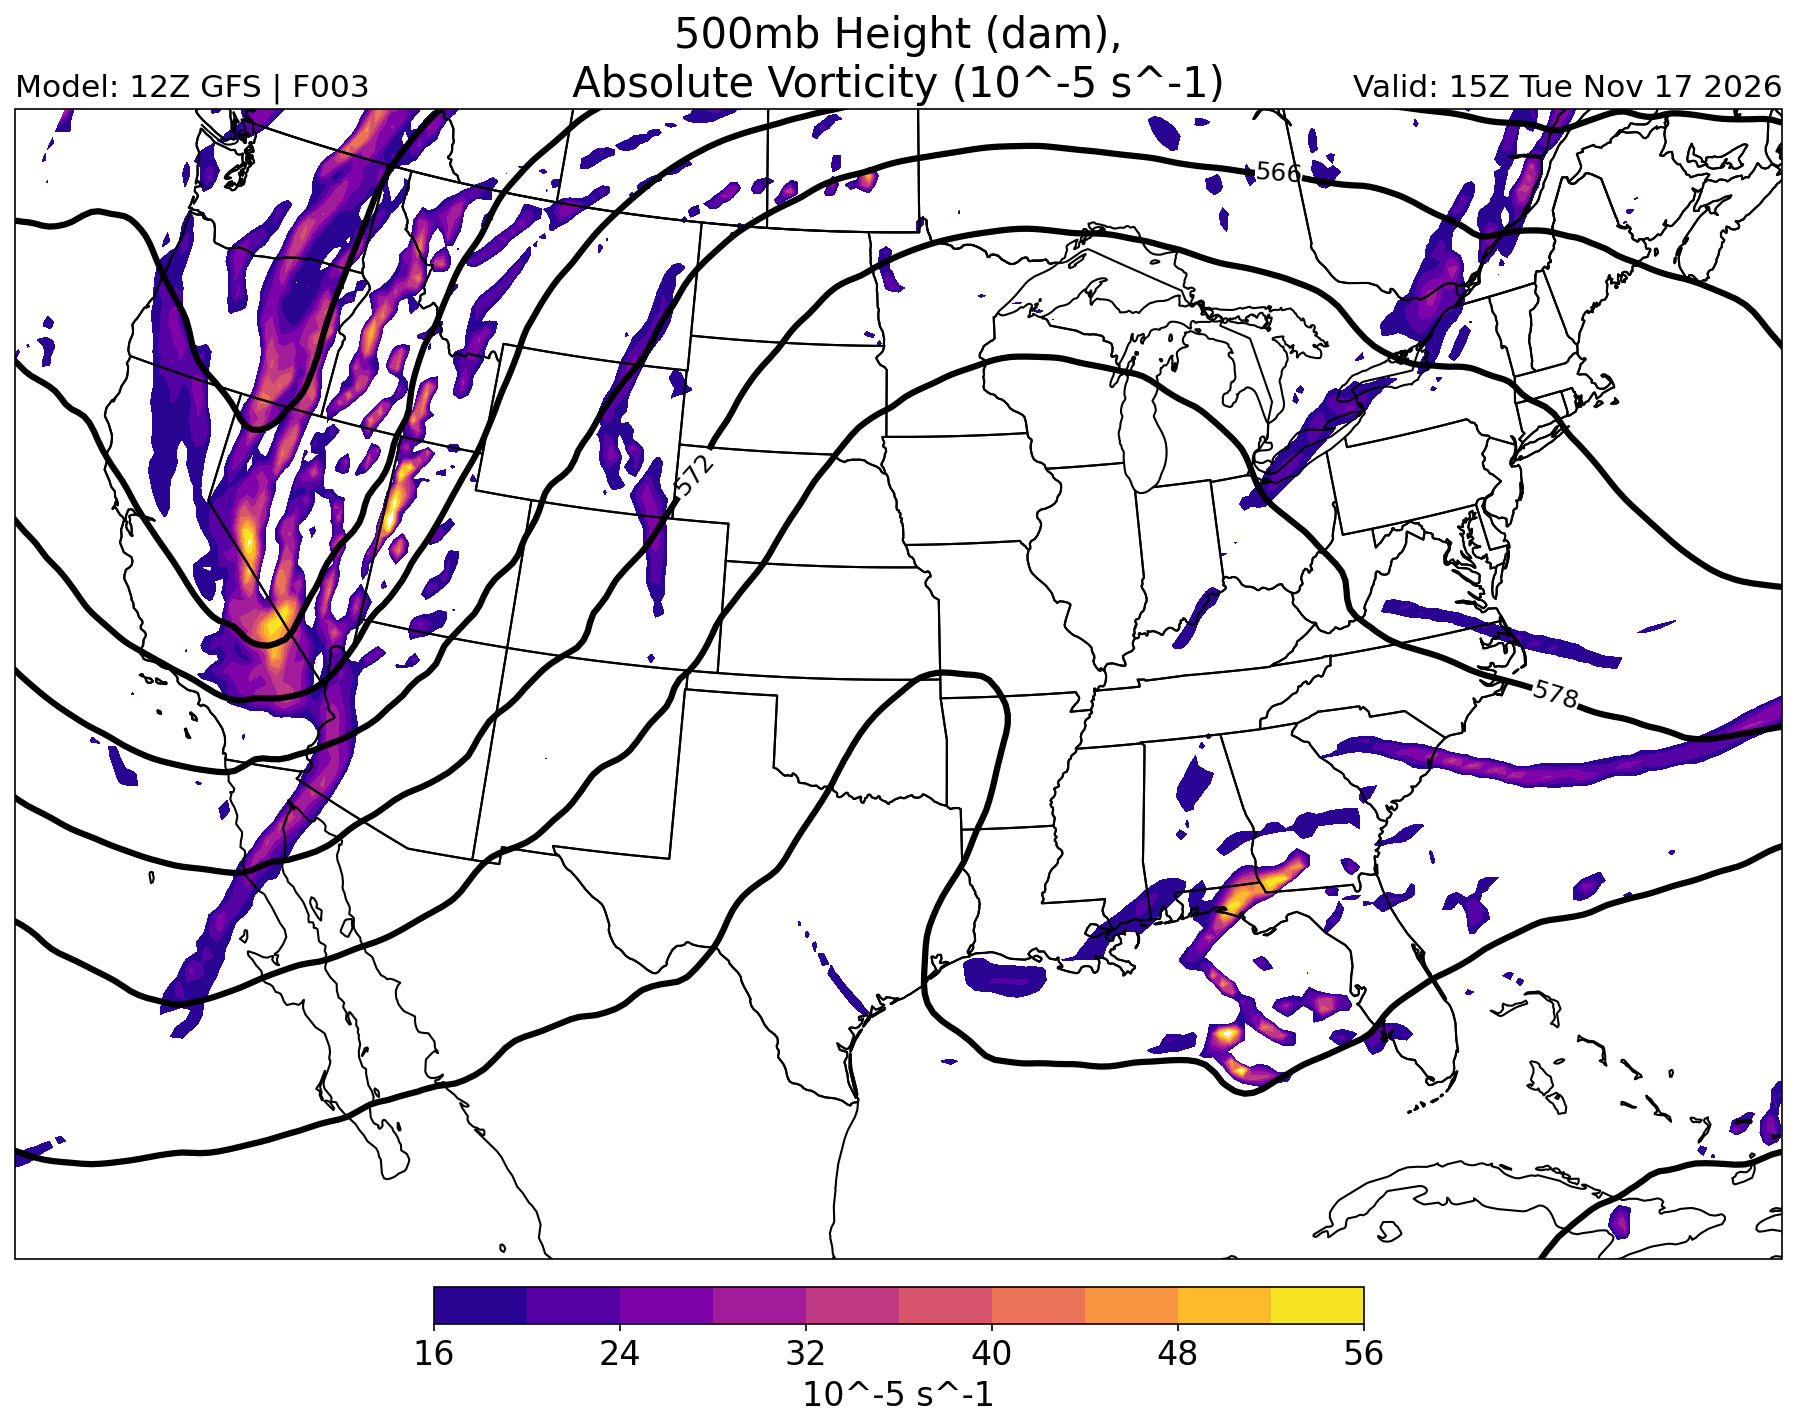 500mb Height (dam),
Model: 12Z GFS | F003
Absolute Vorticity (10^-5 s^-1)
Valid: 15Z Tue Nov 17 2026
566
572
578
16 24 32 40 48 56
10^-5 s^-1